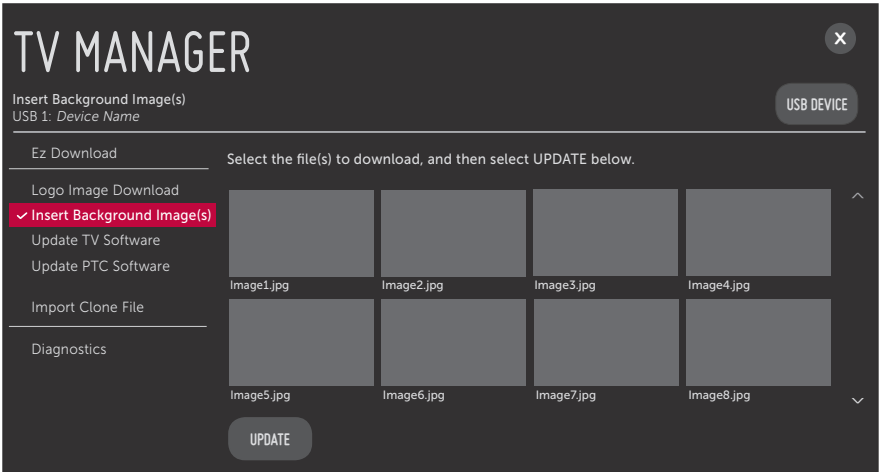 TV MANAGER
X
Insert Background Image(s)
USB 1: Device Name
USB DEVICE
Ez Download
Logo Image Download
Insert Background Image(s)
Update TV Software
Update PTC Software
Import Clone File
Diagnostics
Select the file(s) to download, and then select UPDATE below.
Image1.jpg
Image2.jpg
Image3.jpg
Image4.jpg
Image5.jpg
Image6.jpg
Image7.jpg
Image8.jpg
UPDATE